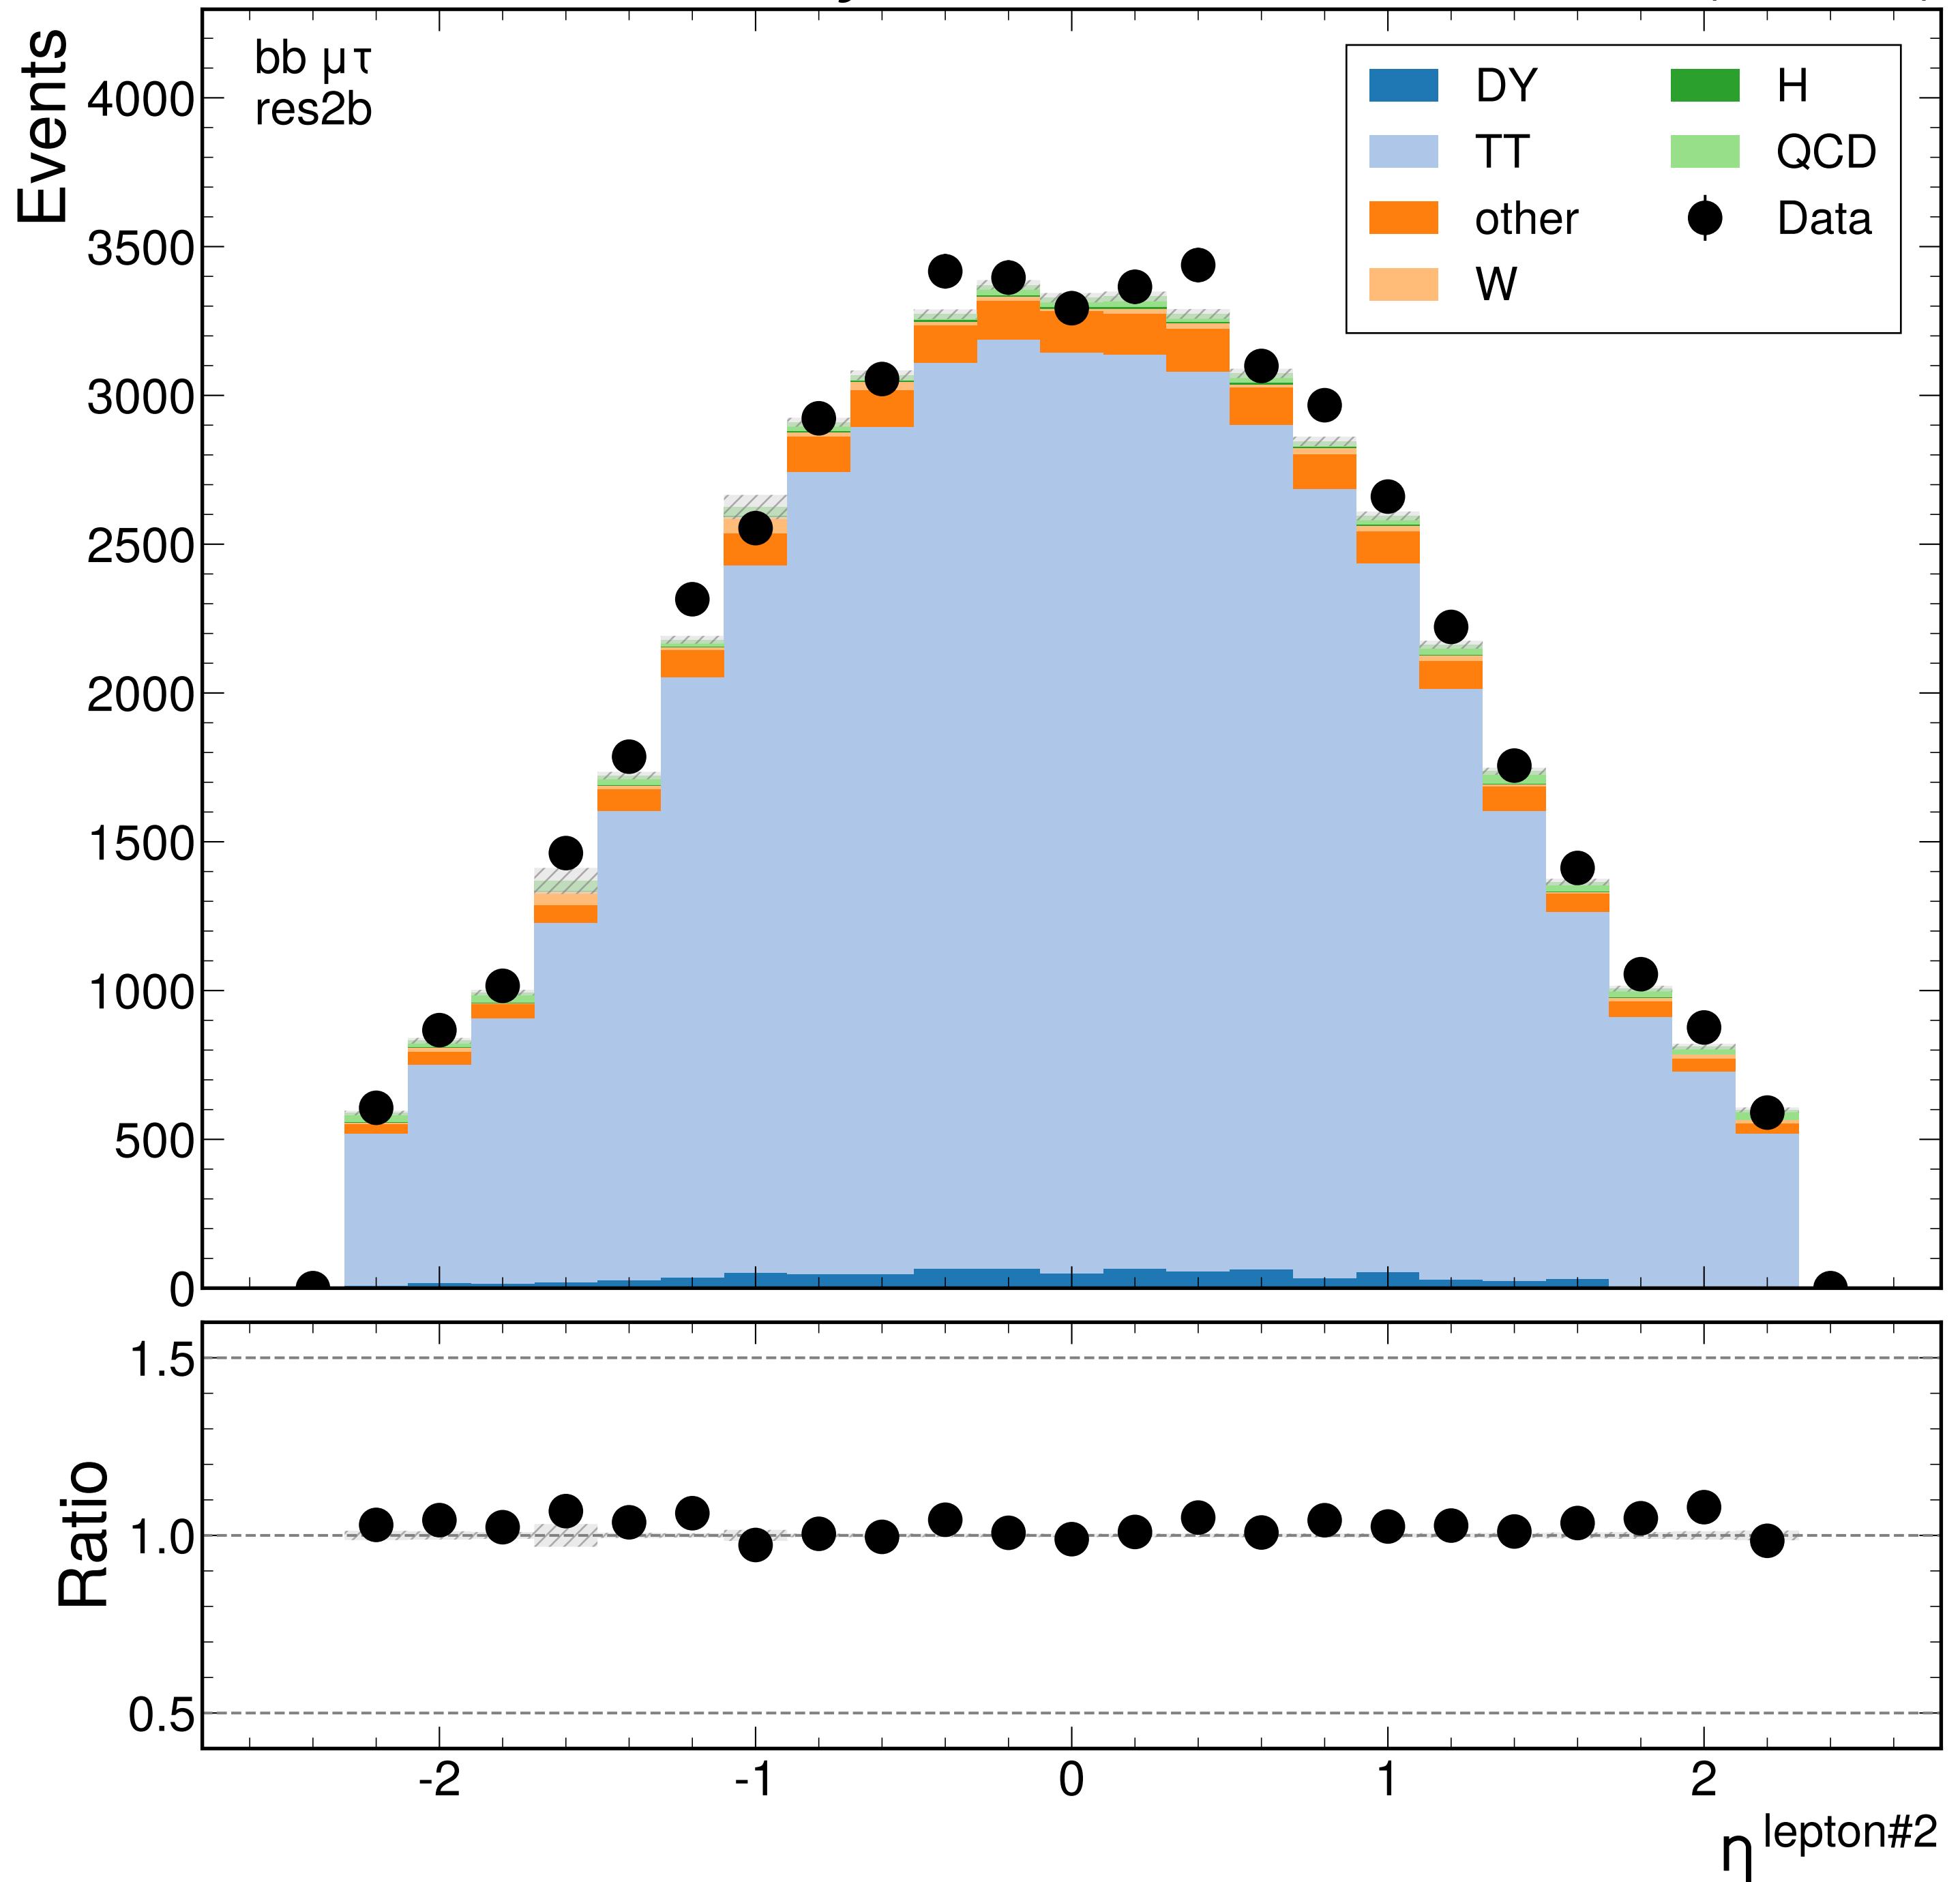 Events
bb μτ
res2b
DY
TT
other
W
H
QCD
Data
4000
3500
3000
2500
2000
1500
1000
500
0
Ratio
1.5
1.0
0.5
-2 -1 0 1 2
η lepton#2